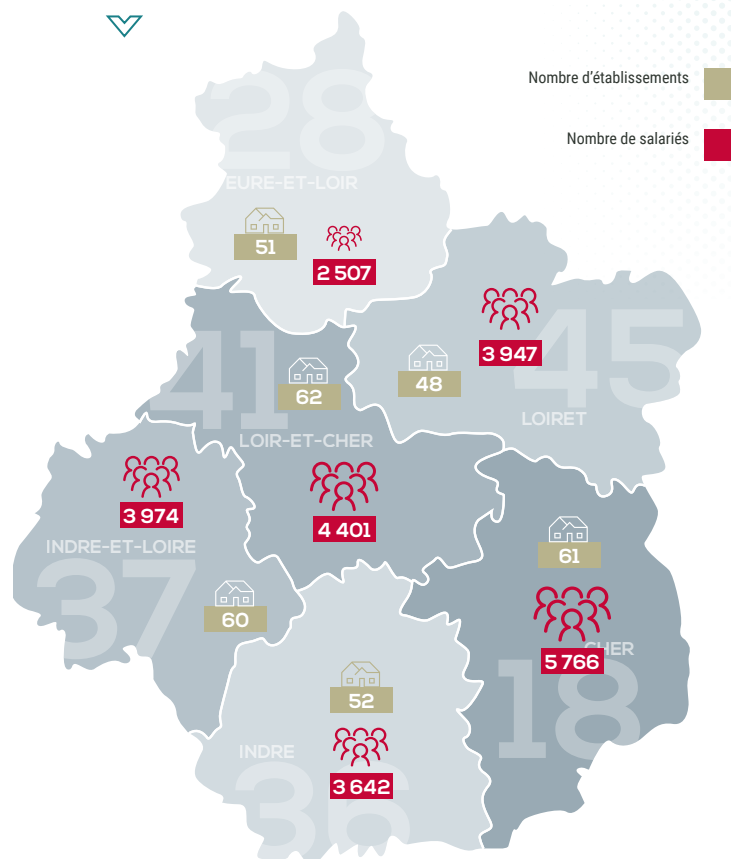 Nombre d'établissements
Nombre de salariés
28
EURE-ET-LOIR
51
2 507
45
3 947
48
LOIRET
41
62
LOIR-ET-CHER
4 401
3 974
INDRE-ET-LOIRE
37
60
61
CHER
5 766
18
52
INDRE
3 642
36